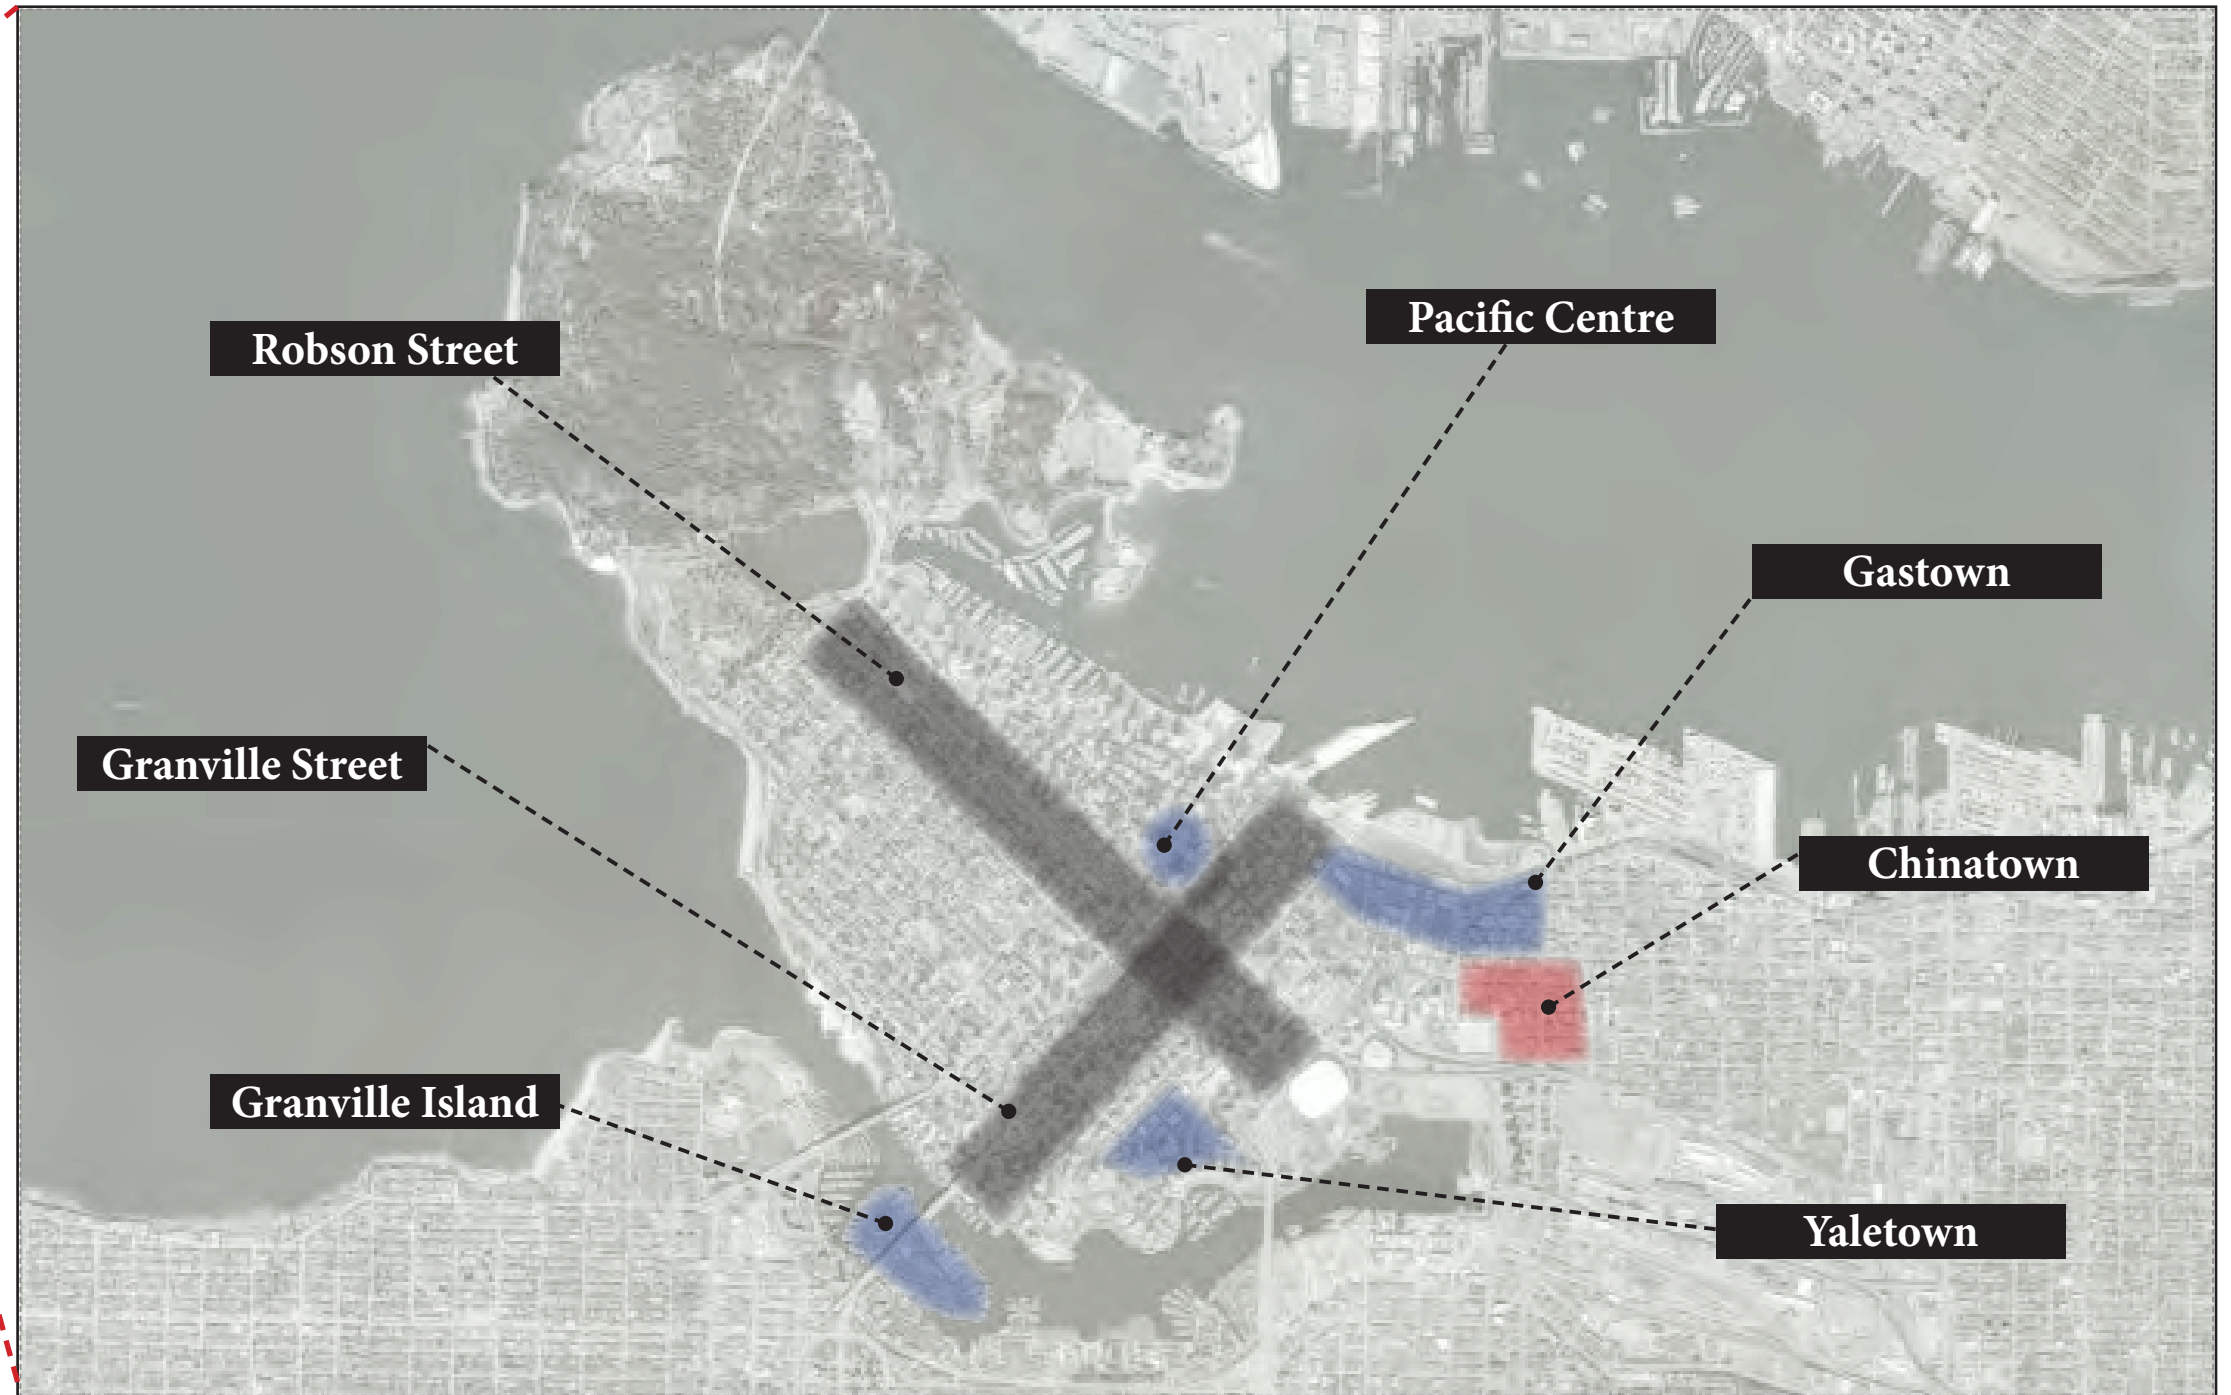 Pacific Centre
Robson Street
Gastown
Granville Street
Chinatown
Granville Island
Yaletown